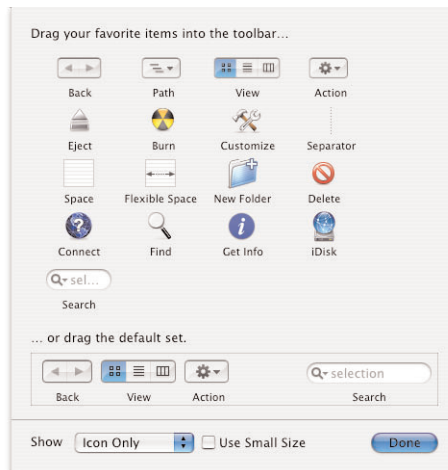 Drag your favorite items into the toolbar...
Back Path View Action
Eject Burn Customize Separator
Space Flexible Space New Folder Delete
Connect Find Get Info iDisk
sel...
Search
... or drag the default set.
selection
Back View Action Search
Show Icon Only Use Small Size Done